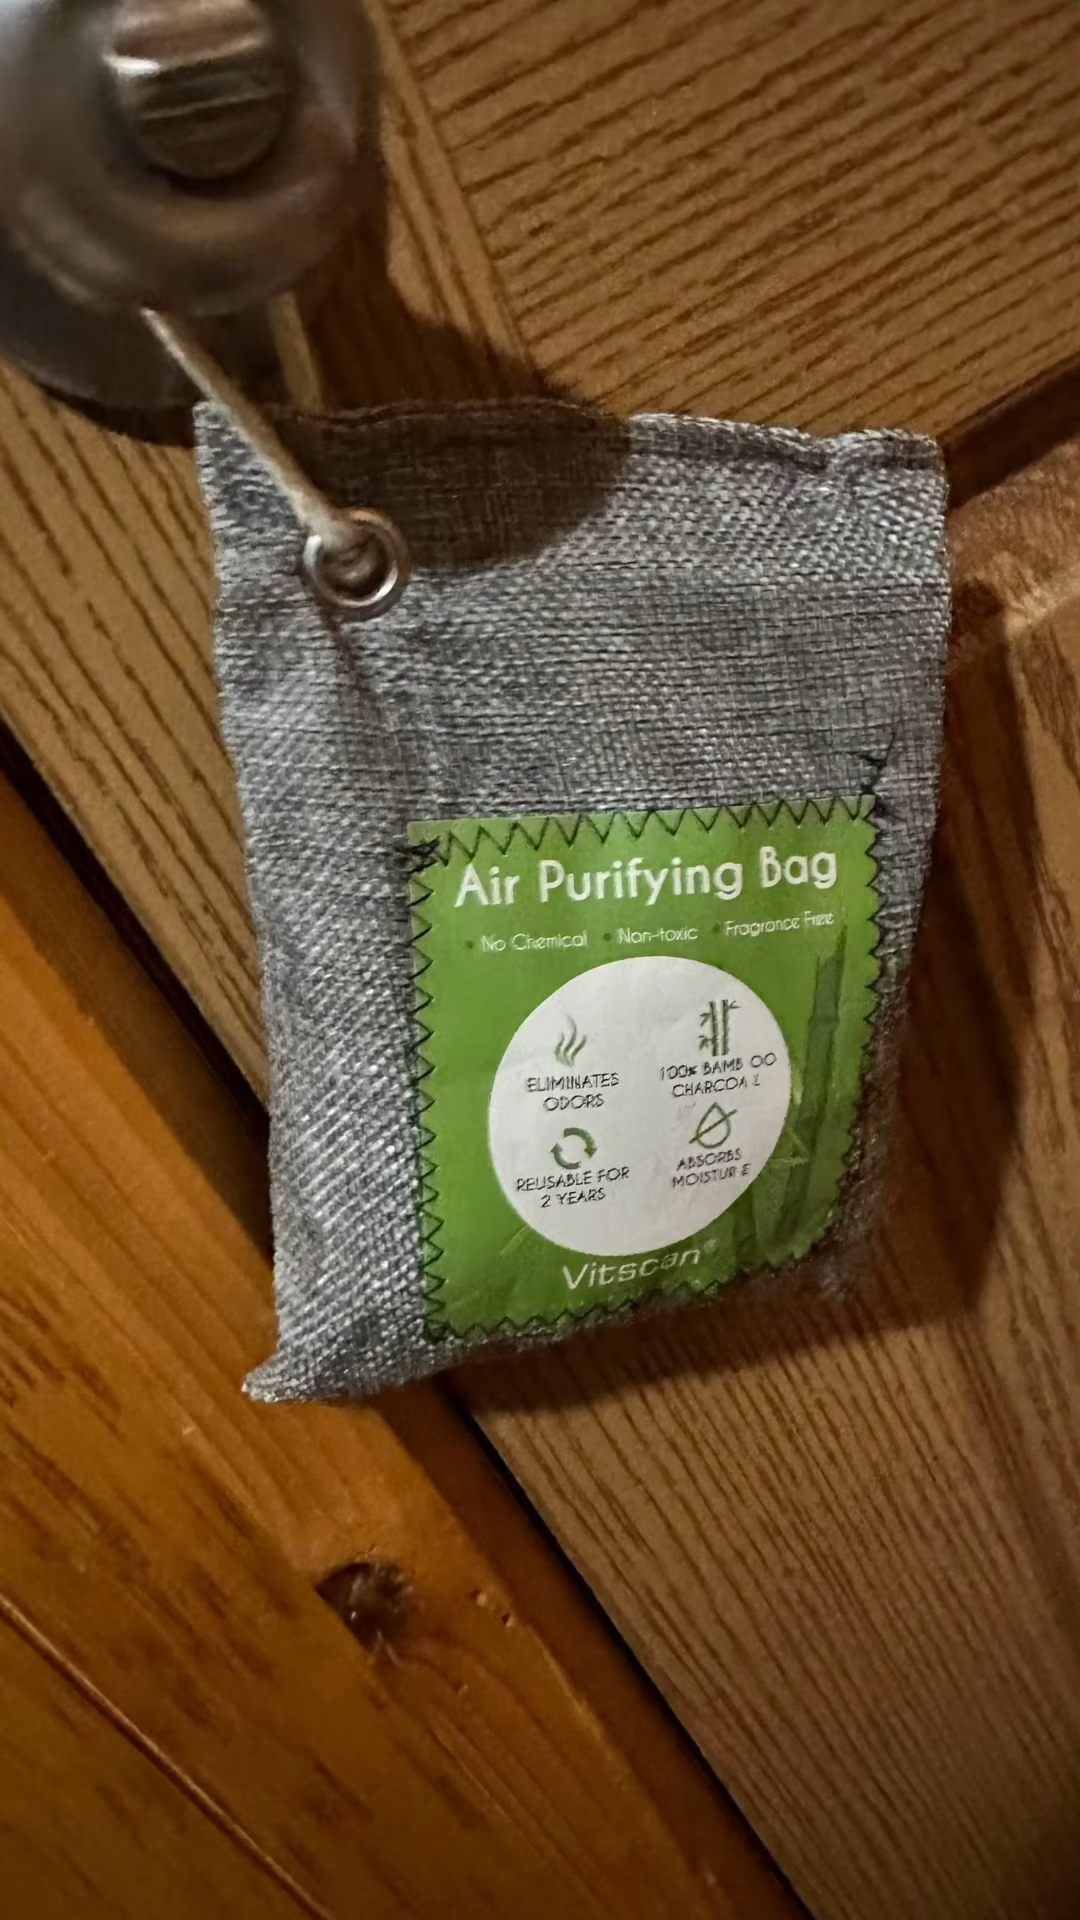 Air Purifying Bag
• No Chemical • Non-toxic • Fragrance Free
ELIMINATES
ODORS
100% BAMBOO
CHARCOAL
REUSABLE FOR
2 YEARS
ABSORBS
MOISTURE
Vitscan®